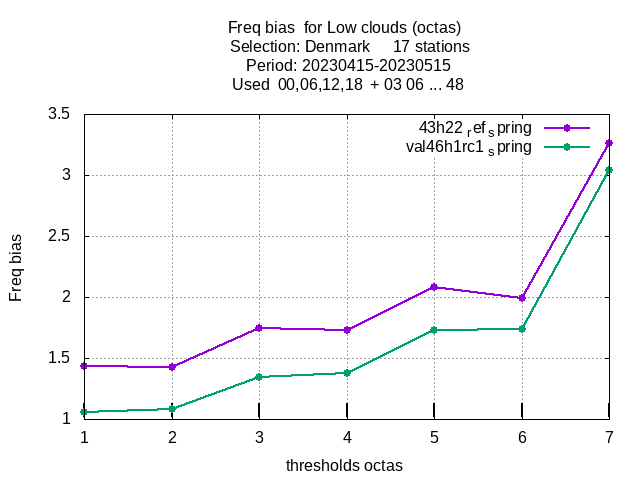 Freq bias  for Low clouds (octas)
Selection: Denmark     17 stations
Period: 20230415-20230515
Used  00,06,12,18  + 03 06 ... 48
43h22 ref spring
val46h1rc1 spring
3.5
3
2.5
2
1.5
1
Freq bias
1 2 3 4 5 6 7
thresholds octas